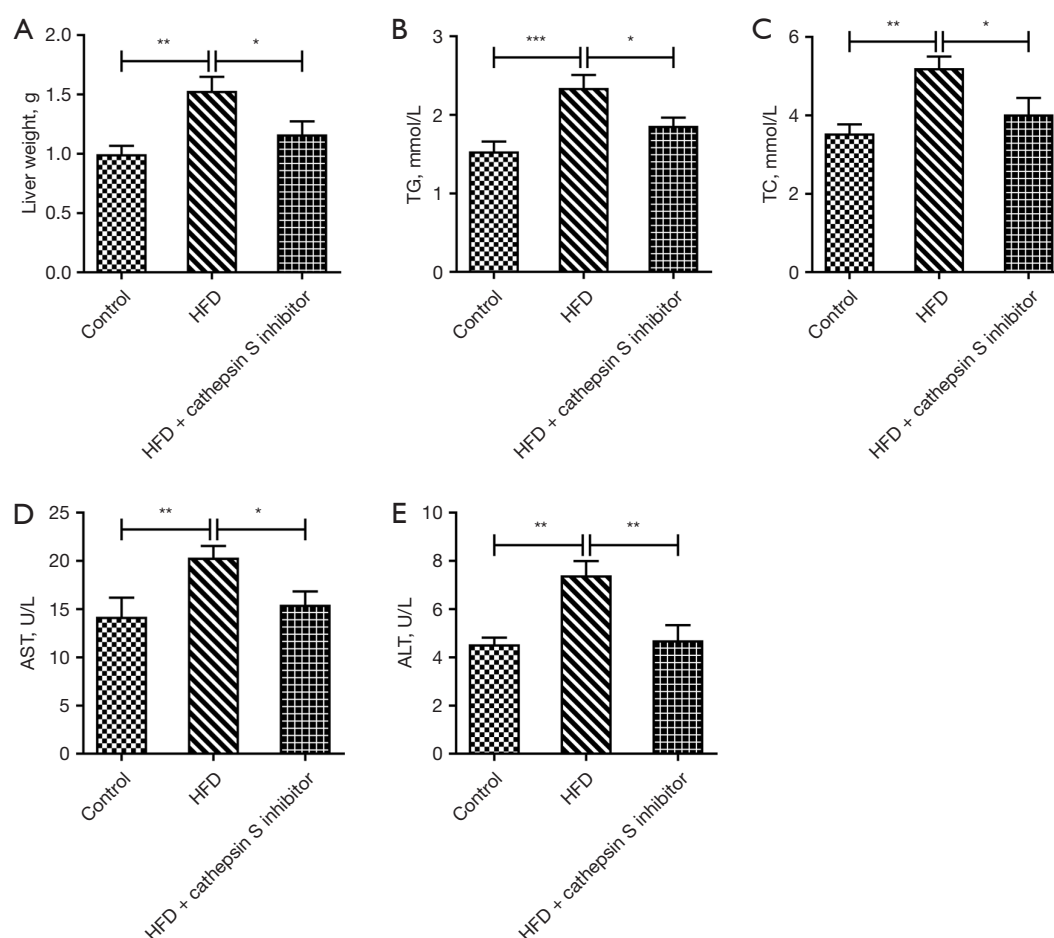 A
Liver weight, g
2.0
1.5
1.0
0.5
0.0
** *
Control
HFD
HFD + cathepsin S inhibitor
B
TG, mmol/L
3
2
1
0
*** *
Control
HFD
HFD + cathepsin S inhibitor
C
TC, mmol/L
6
4
2
0
** *
Control
HFD
HFD + cathepsin S inhibitor
D
AST, U/L
25
20
15
10
5
0
** *
Control
HFD
HFD + cathepsin S inhibitor
E
ALT, U/L
10
8
6
4
2
0
** **
Control
HFD
HFD + cathepsin S inhibitor